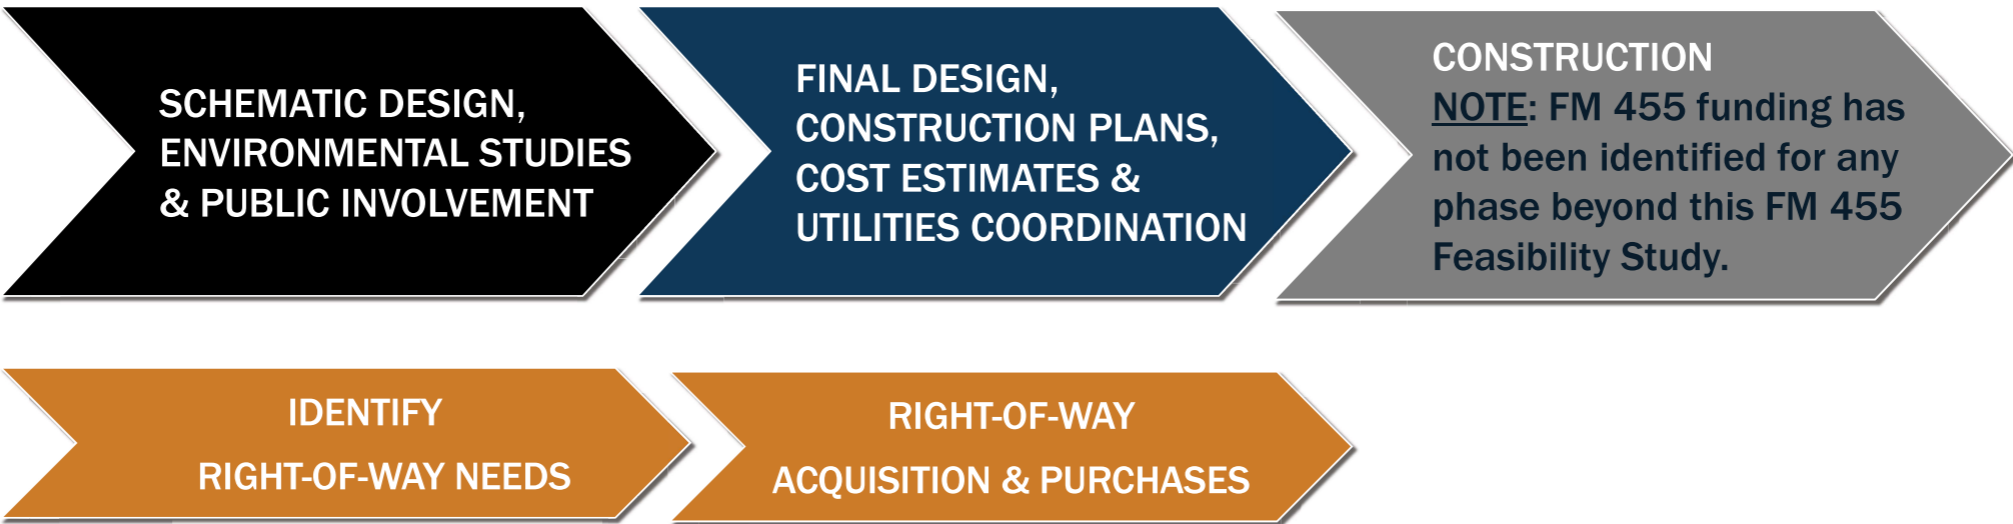 SCHEMATIC DESIGN,
ENVIRONMENTAL STUDIES
& PUBLIC INVOLVEMENT
FINAL DESIGN,
CONSTRUCTION PLANS,
COST ESTIMATES &
UTILITIES COORDINATION
CONSTRUCTION
NOTE: FM 455 funding has
not been identified for any
phase beyond this FM 455
Feasibility Study.
IDENTIFY
RIGHT-OF-WAY NEEDS
RIGHT-OF-WAY
ACQUISITION & PURCHASES